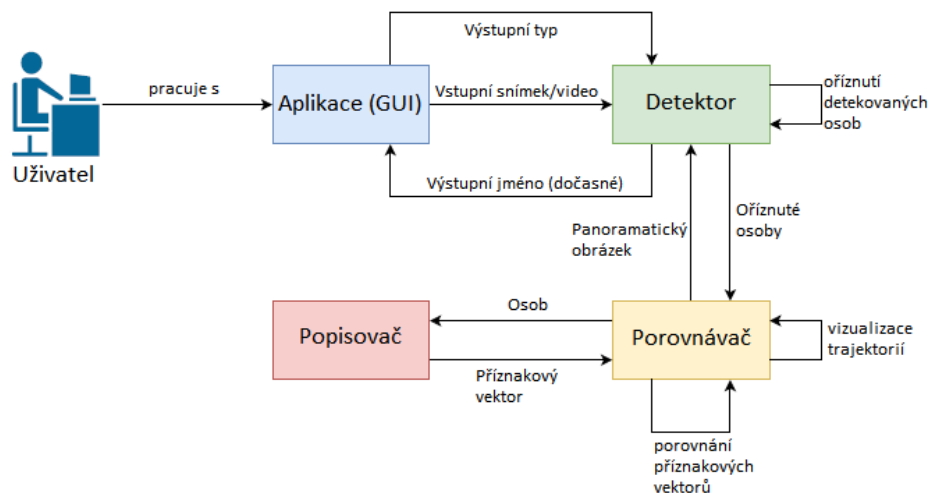 Výstupní typ
pracuje s
Aplikace (GUI)
Vstupní snímek/video
Detektor
oříznutí
detekovaných
osob
Uživatel
Výstupní jméno (dočasné)
Panoramatický
obrázek
Oříznuté
osoby
Popisovač
Osob
Příznakový
vektor
Porovnávač
vizualizace
trajektorií
porovnání
příznakových
vektorů